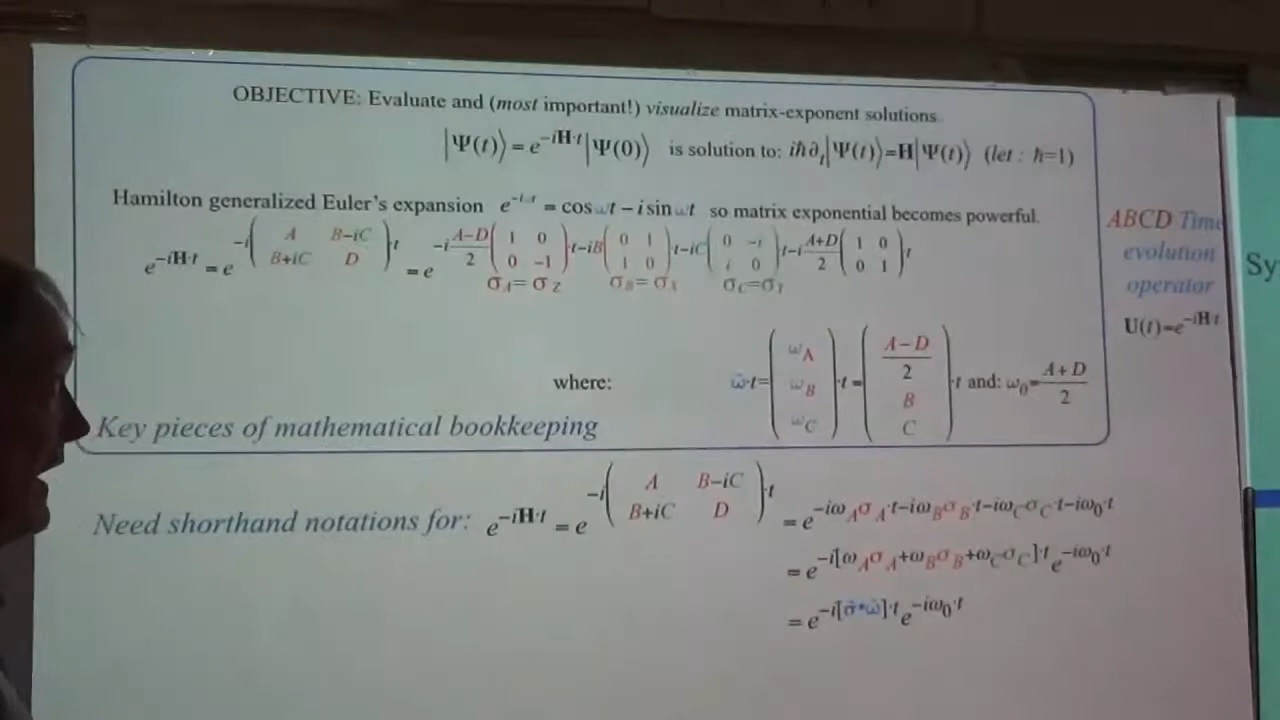 OBJECTIVE: Evaluate and (most important!) visualize matrix-exponent solutions.
|Ψ(t)⟩ = e^{-iH·t}|Ψ(0)⟩ is solution to: iħ∂_t|Ψ(t)⟩=H|Ψ(t)⟩ (let : ħ=1)
Hamilton generalized Euler's expansion = cos ωt – i sin ωt so matrix exponential becomes powerful.
e^{-iH·t} = e^{-i(A B–iC; B+iC D)·t} = e^{-i\frac{A–D}{2}(1 0; 0 –1)·t–iB(0 1; 1 0)·t–iC(0 –i; i 0)·t–i\frac{A+D}{2}(1 0; 0 1)·t}
σ_A = σ_Z σ_B = σ_X σ_C = σ_Y
where: ω·t = (ω_A; ω_B; ω_C)·t = (\frac{A–D}{2}; B; C)·t and: ω_0 = \frac{A+D}{2}
Key pieces of mathematical bookkeeping
ABCD Time
evolution
operator
U(t)=e^{-iH·t}
Sy
Need shorthand notations for: e^{-iH·t} = e^{-i(A B–iC; B+iC D)·t} = e^{-iω_Aσ_A·t–iω_Bσ_B·t–iω_Cσ_C·t–iω_0·t}
= e^{-i[ω_Aσ_A+ω_Bσ_B+ω_Cσ_C]·t} e^{-iω_0·t}
= e^{-i[σ•ω]·t} e^{-iω_0·t}